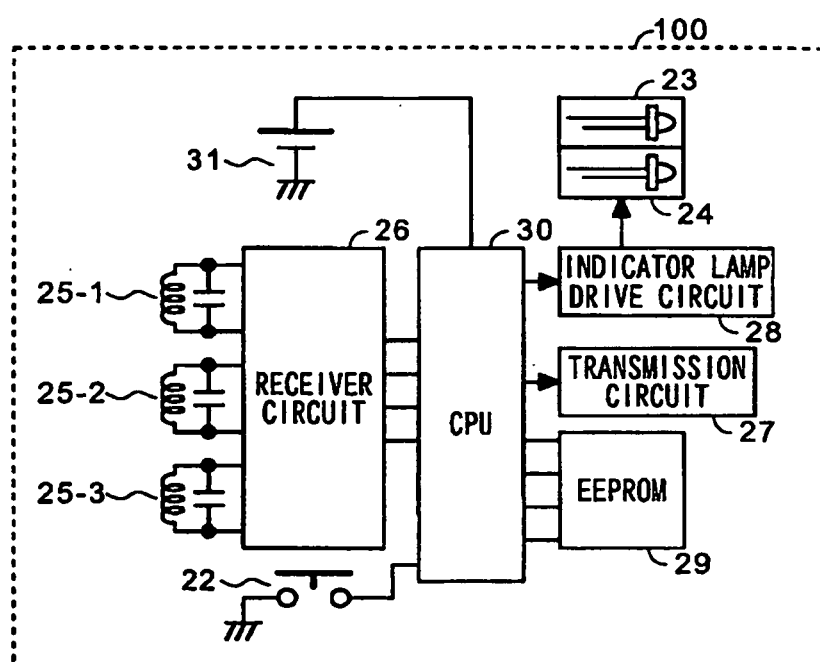 100
23
31
24
26
30
25-1
INDICATOR LAMP
DRIVE CIRCUIT
28
25-2
RECEIVER
CIRCUIT
CPU
TRANSMISSION
CIRCUIT
27
25-3
EEPROM
22
29